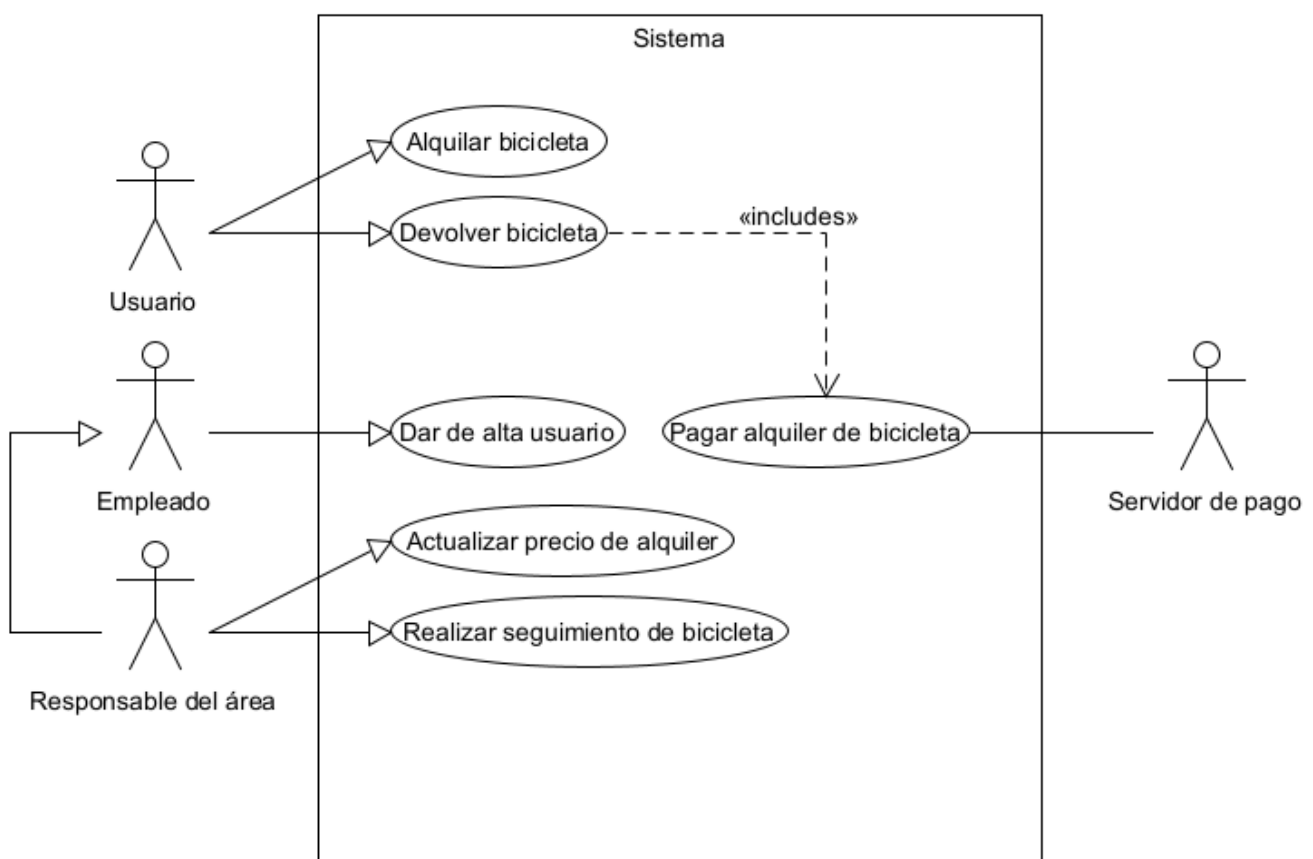 Sistema
Alquilar bicicleta
Devolver bicicleta
«includes»
Usuario
Dar de alta usuario
Pagar alquiler de bicicleta
Empleado
Servidor de pago
Actualizar precio de alquiler
Realizar seguimiento de bicicleta
Responsable del área